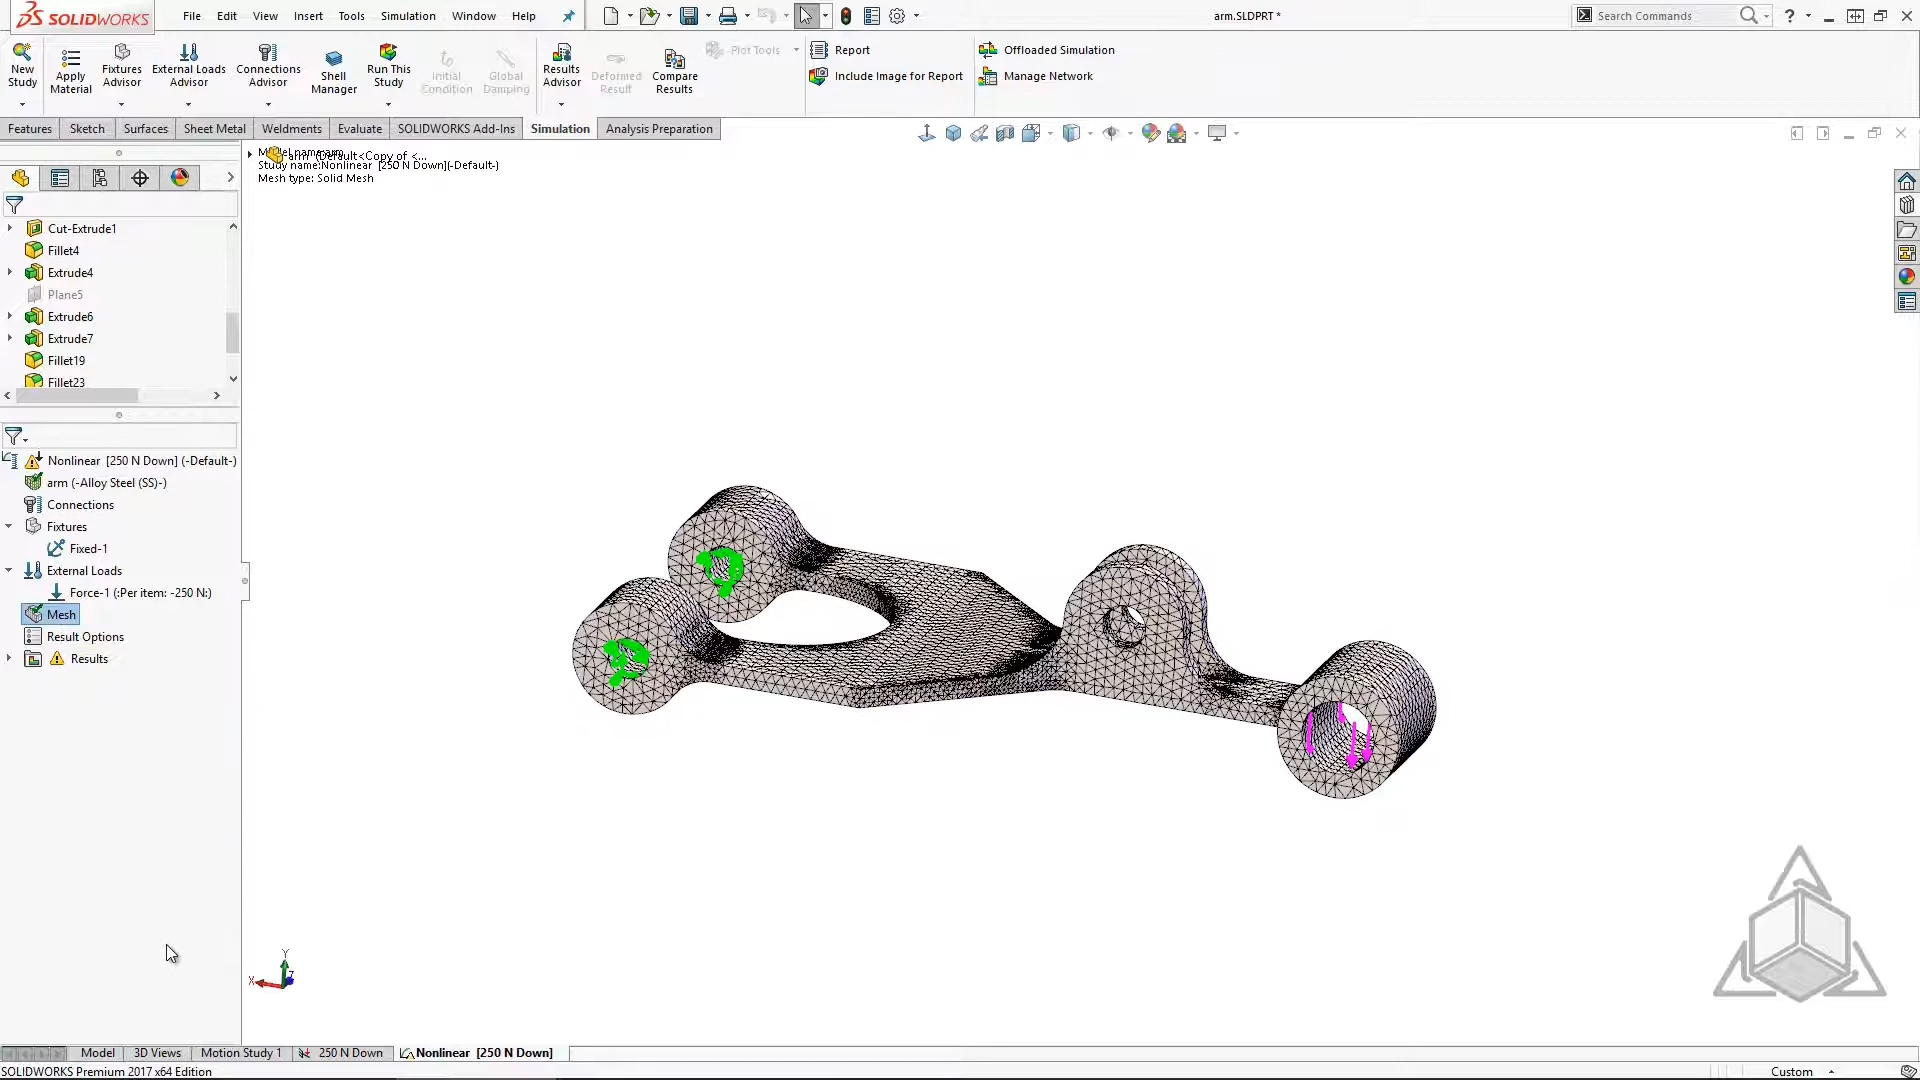 SOLIDWORKS
File Edit View Insert Tools Simulation Window Help
arm.SLDPRT *
Search Commands
New Study
Apply Material
Fixtures Advisor
External Loads Advisor
Connections Advisor
Shell Manager
Run This Study
Initial Condition
Global Damping
Results Advisor
Deformed Result
Compare Results
Plot Tools
Report
Include Image for Report
Offloaded Simulation
Manage Network
Features Sketch Surfaces Sheet Metal Weldments Evaluate SOLIDWORKS Add-Ins Simulation Analysis Preparation
arm (Default<Copy of <...
Study name:Nonlinear [250 N Down](-Default-)
Mesh type: Solid Mesh
Cut-Extrude1
Fillet4
Extrude4
Plane5
Extrude6
Extrude7
Fillet19
Fillet23
Nonlinear [250 N Down] (-Default-)
arm (-Alloy Steel (SS)-)
Connections
Fixtures
Fixed-1
External Loads
Force-1 (:Per item: -250 N:)
Mesh
Result Options
Results
Y
X
Z
Model 3D Views Motion Study 1 250 N Down Nonlinear [250 N Down]
SOLIDWORKS Premium 2017 x64 Edition
Custom